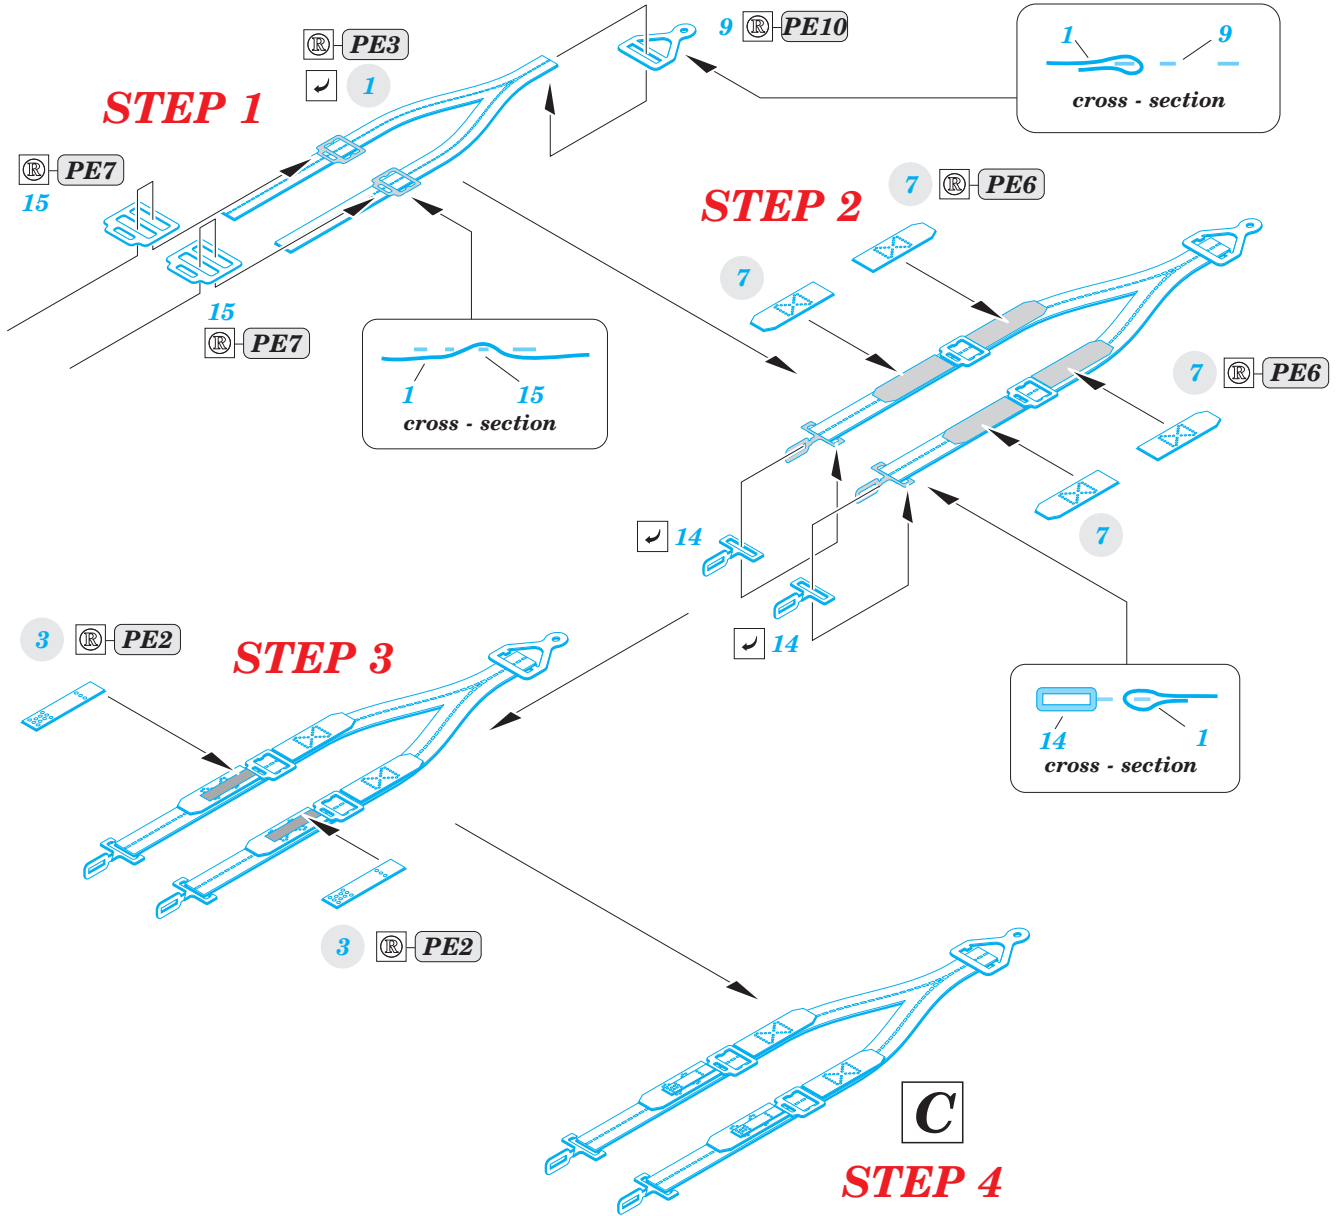 ® PE3
1
9 ® PE10
1 9
cross - section
STEP 1
® PE7
15
15
® PE7
1 15
cross - section
STEP 2
7 ® PE6
7
7 ® PE6
7
14
14
14 1
cross - section
3 ® PE2
STEP 3
3 ® PE2
C
STEP 4